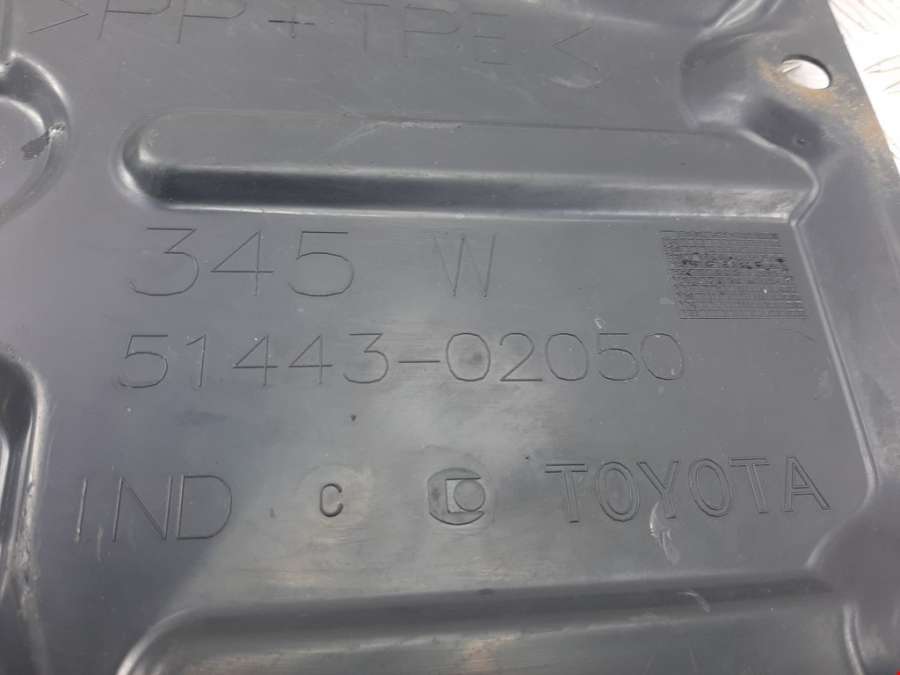 >PP+TPE<
345 W
51443-02050
IND C TOYOTA